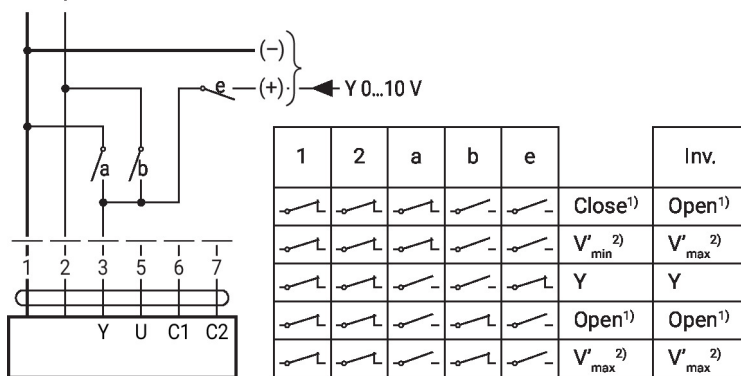 (–)
e (+) Y 0...10 V
a b
1 2 3 5 6 7
Y U C1 C2
1 2 a b e Inv.
Close1) Open1)
V'min2) V'max2)
Y Y
Open1) Open1)
V'max2) V'max2)